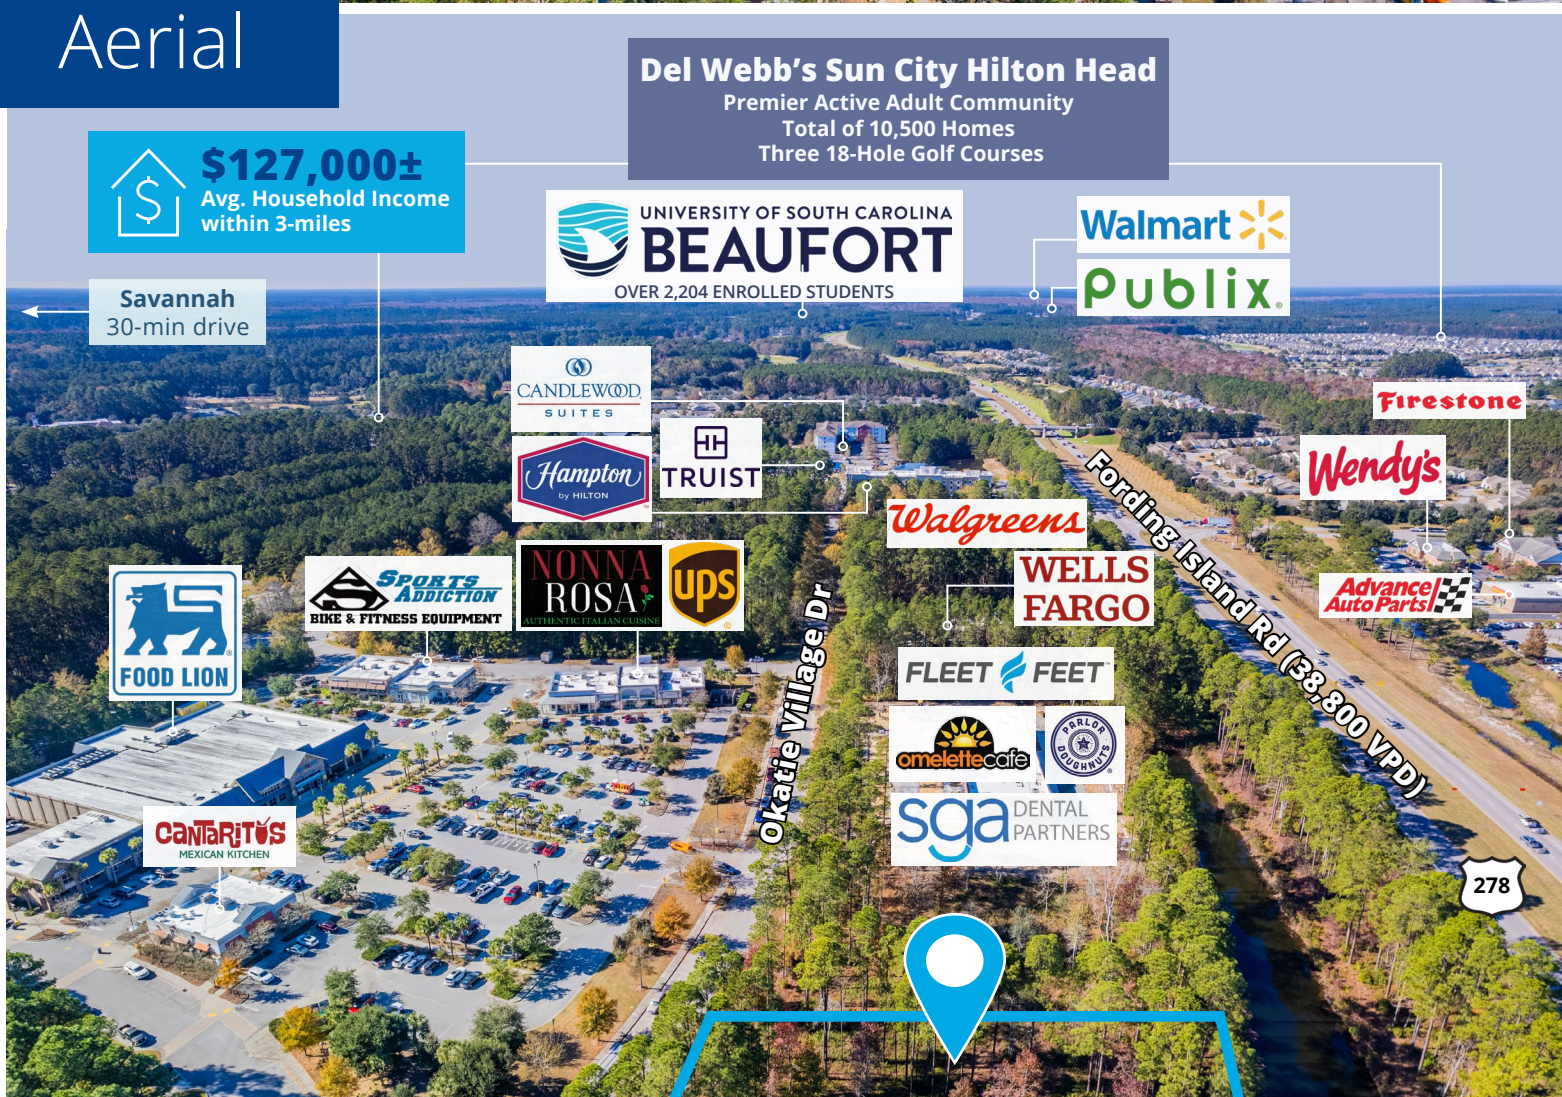 Aerial
Del Webb's Sun City Hilton Head
Premier Active Adult Community
Total of 10,500 Homes
Three 18-Hole Golf Courses
$127,000±
Avg. Household Income
within 3-miles
UNIVERSITY OF SOUTH CAROLINA
BEAUFORT
OVER 2,204 ENROLLED STUDENTS
Walmart
Publix®
Savannah
30-min drive
CANDLEWOOD
SUITES
Hampton
by HILTON
TRUIST
Firestone
Wendy's
Walgreens
Fording Island Rd (38,800 VPD)
WELLS
FARGO
Advance
Auto Parts
FOOD LION®
S SPORTS
ADDICTION
BIKE & FITNESS EQUIPMENT
NONNA
ROSA
AUTHENTIC ITALIAN CUISINE
ups®
Okatie Village Dr
FLEET FEET
omelette cafe
PARLOR
DOUGHNUTS
sga DENTAL
PARTNERS
CANTARITOS
MEXICAN KITCHEN
278